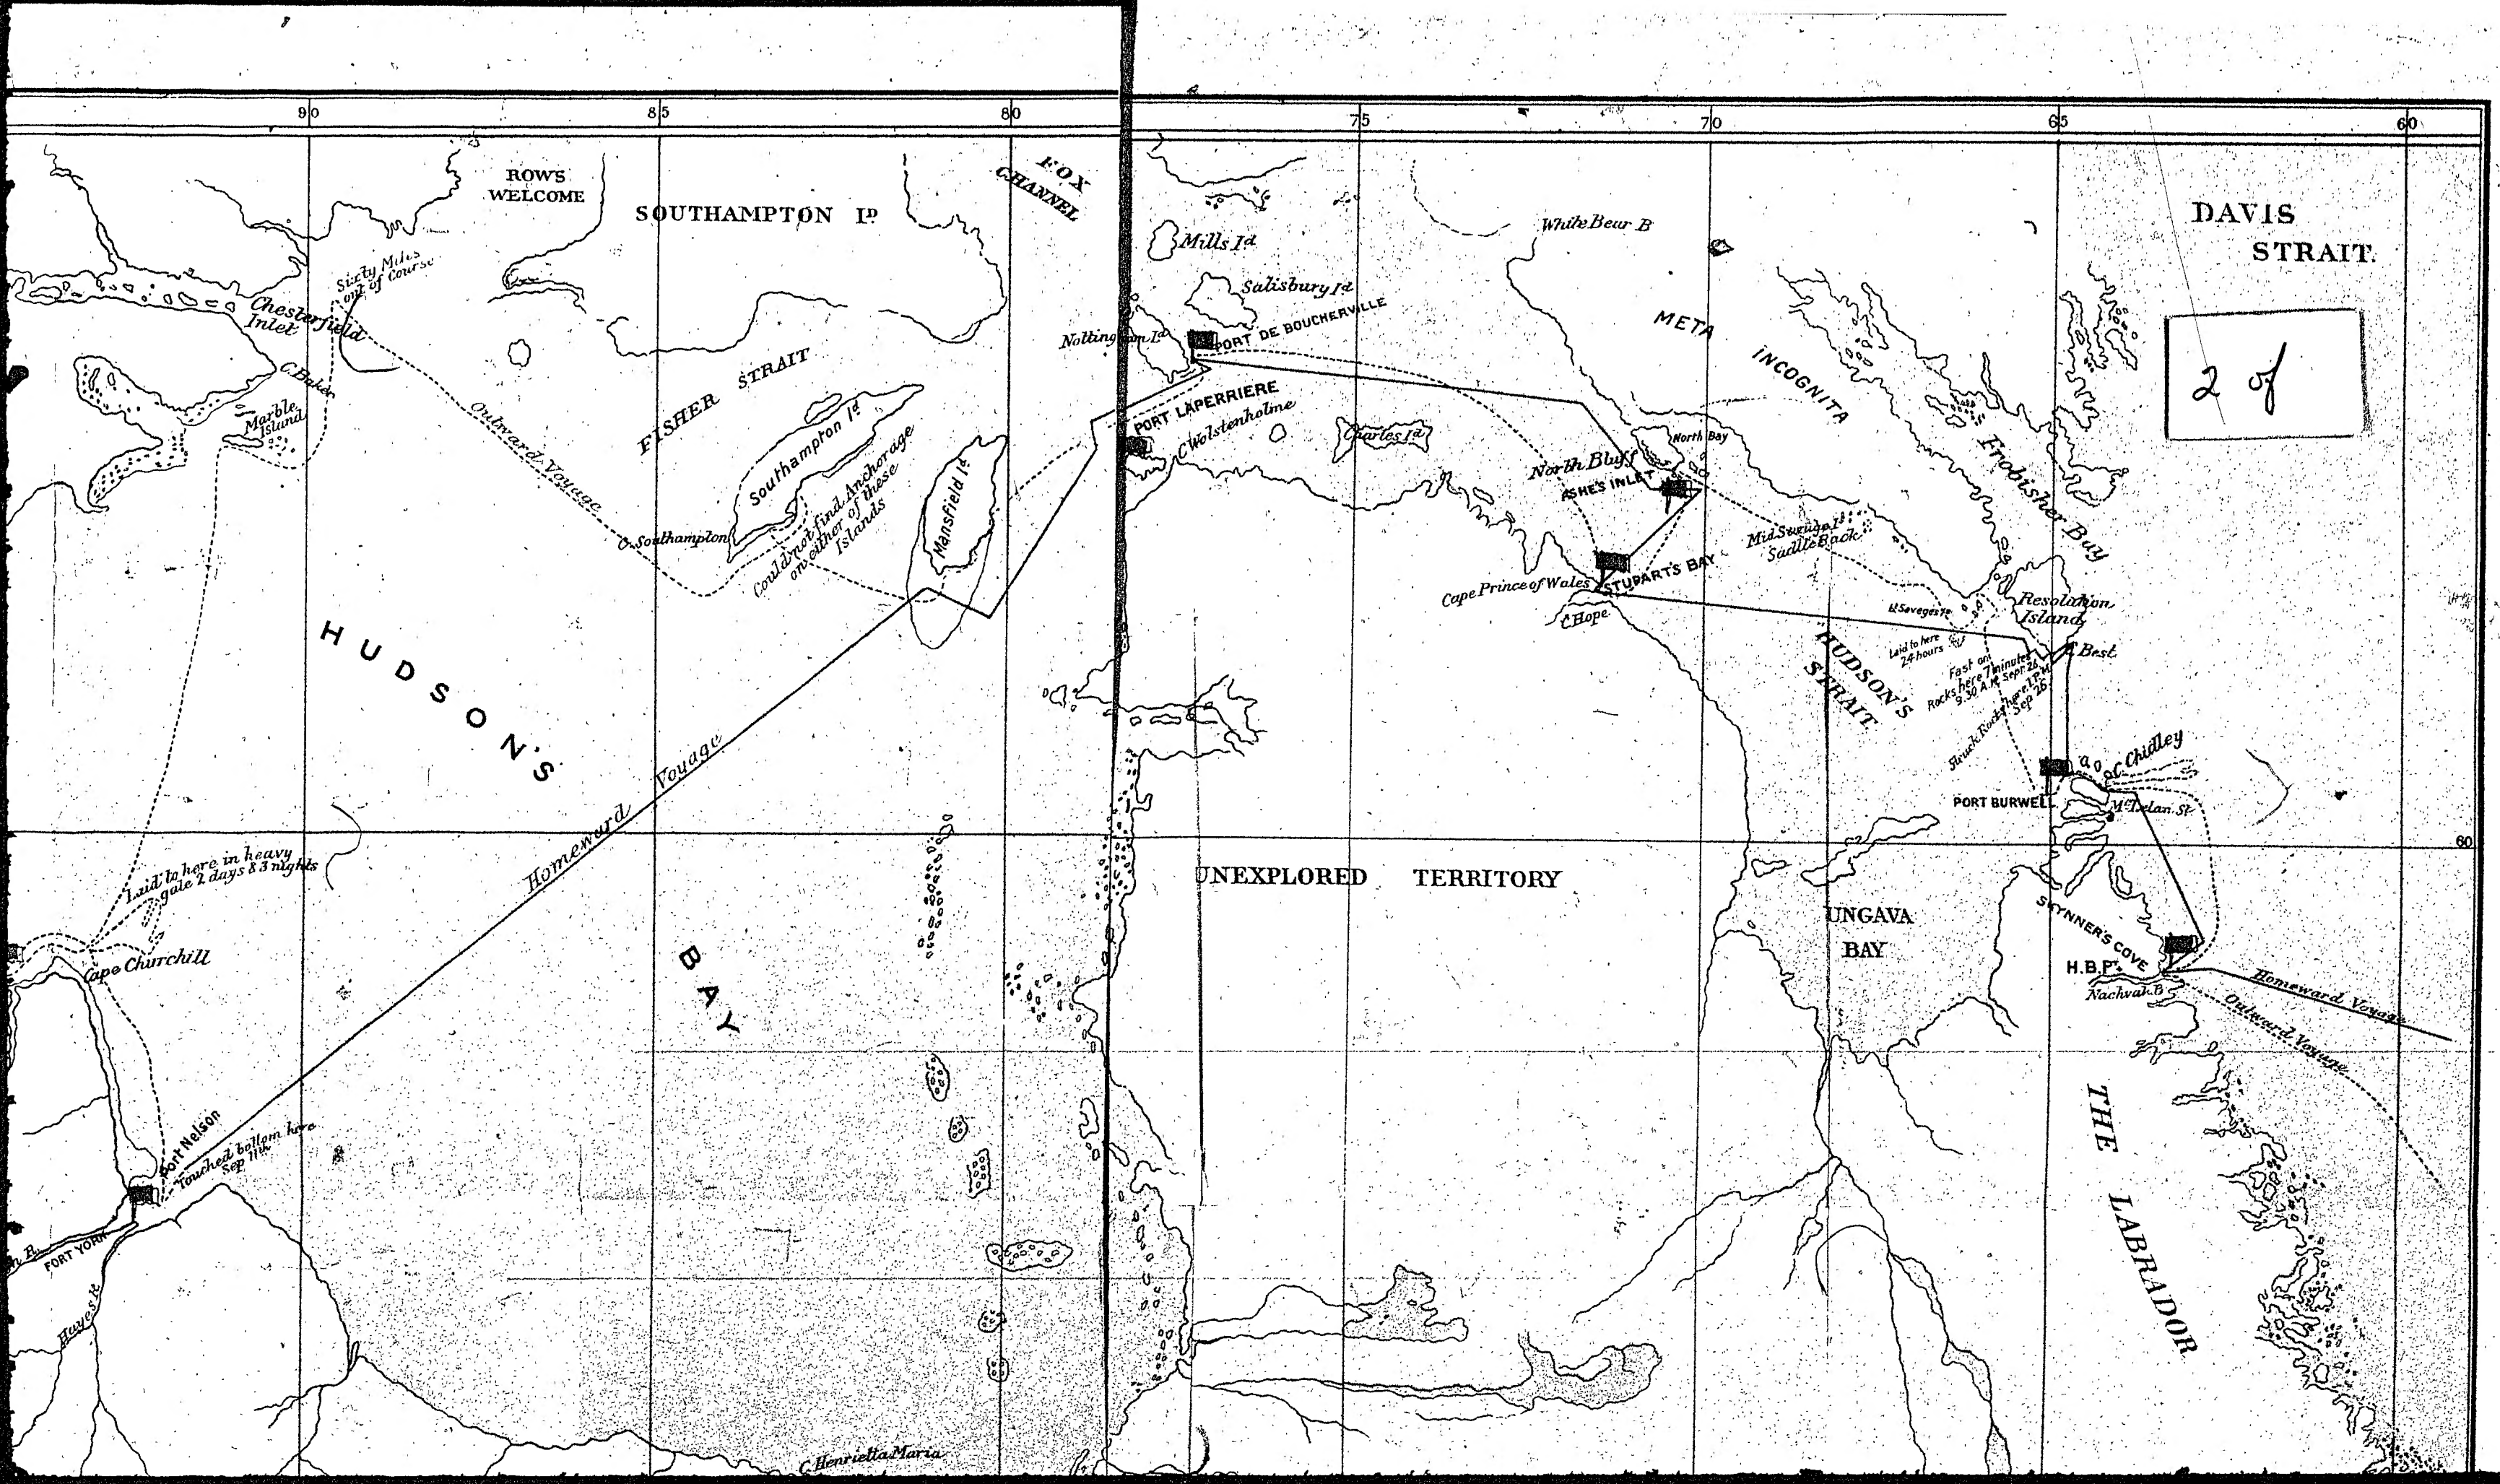 90
85
80
75
70
65
60
ROWS
WELCOME
SOUTHAMPTON ID
FOX
CHANNEL
Mills Id
White Bear B
DAVIS
STRAIT.
Sixty Miles
out of Course
Salisbury Id
Chesterfield
Inlet
Nottingham Id
PORT DE BOUCHERVILLE
META
INCOGNITA
2 of
C Baker
FISHER STRAIT
Marble
Island
Outward Voyage
PORT LAPERRIERE
C Wolstenholme
Charles Id
North Bay
North Bluff
ASHE'S INLET
Frobisher Bay
Southampton Id
Could not find Anchorage
on either of these
Islands
Mansfield Id
C. Southampton
Saddle Back
Cape Prince of Wales
STUPART'S BAY
C Hope
Resolution
Island
HUDSON'S
STRAIT
Laid to here
24 hours
C Best
Fast on
Rocks here 7 minutes
9.30 A.M. Sepr 26
Struck Rocks here 1 P.M.
Sep 26
HUDSON'S
BAY
Homeward Voyage
C. Chidley
PORT BURWELL
McLelan St
60
Laid to here in heavy
gale 2 days & 3 nights
UNEXPLORED TERRITORY
UNGAVA
BAY
SKYNNER'S COVE
H.B.P.
Nachvak B
Homeward Voyage
Outward Voyage
Cape Churchill
THE LABRADOR
Port Nelson
Touched bottom here
Sep 11th
FORT YORK
Hayes R
C Henrietta Maria